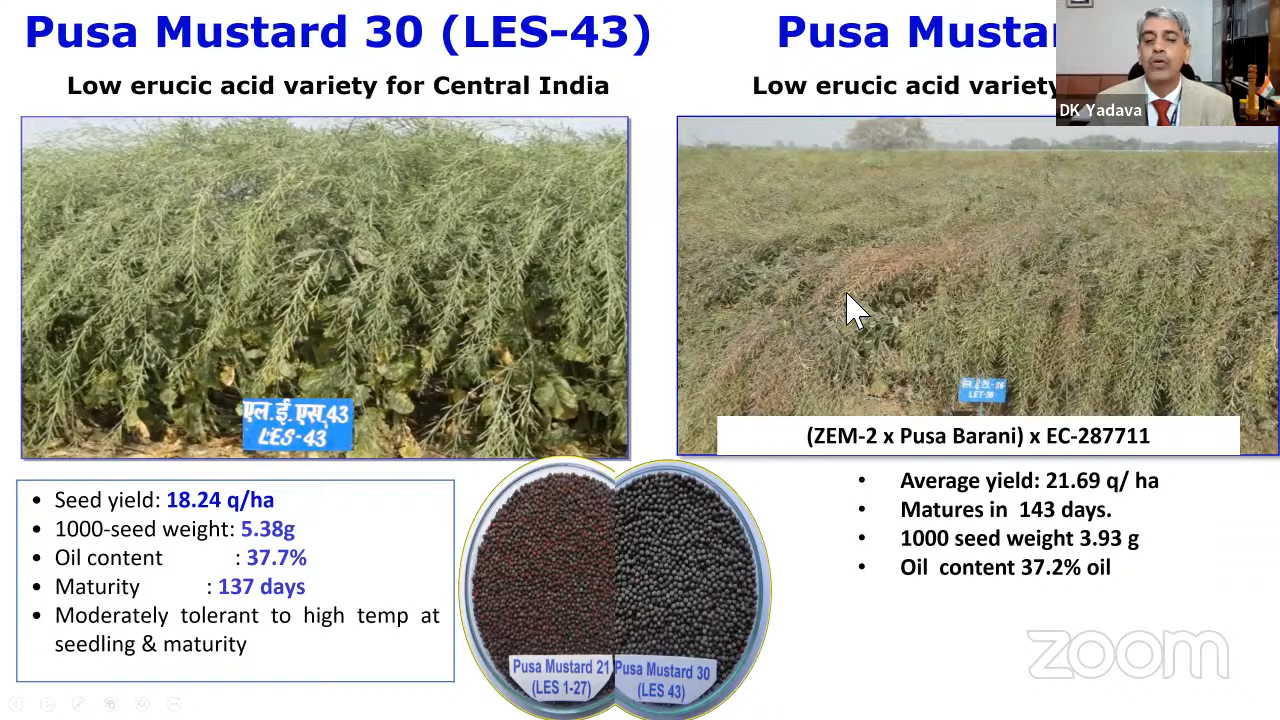 Pusa Mustard 30 (LES-43)
Low erucic acid variety for Central India
एल.ई.एस.43
LES-43
• Seed yield: 18.24 q/ha
• 1000-seed weight: 5.38g
• Oil content : 37.7%
• Maturity : 137 days
• Moderately tolerant to high temp at
seedling & maturity
Pusa Mustard 21
(LES 1-27)
Pusa Mustard 30
(LES 43)
Pusa
Low erucic acid variety
DK Yadava
(ZEM-2 x Pusa Barani) x EC-287711
• Average yield: 21.69 q/ ha
• Matures in 143 days.
• 1000 seed weight 3.93 g
• Oil content 37.2% oil
zoom